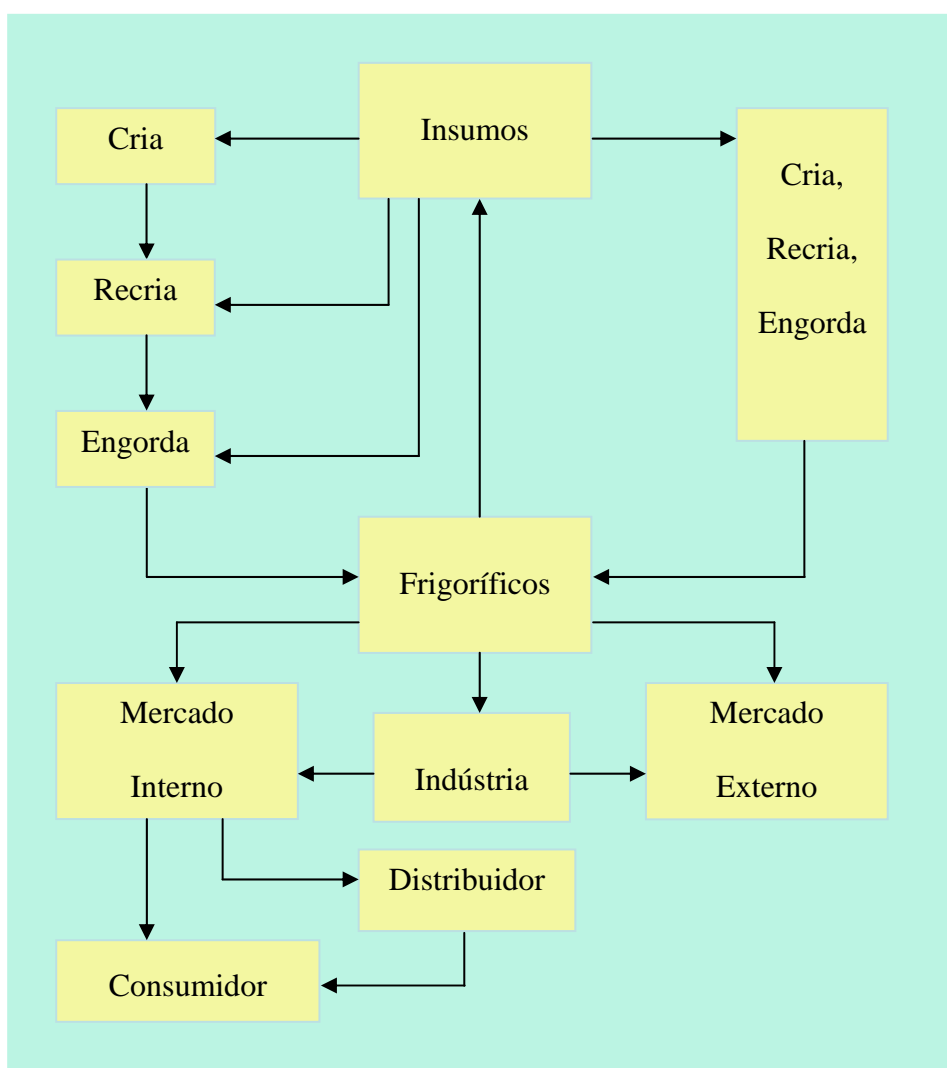 Insumos
Cria
Cria,
Recria,
Engorda
Recria
Engorda
Frigoríficos
Mercado
Interno
Indústria
Mercado
Externo
Distribuidor
Consumidor